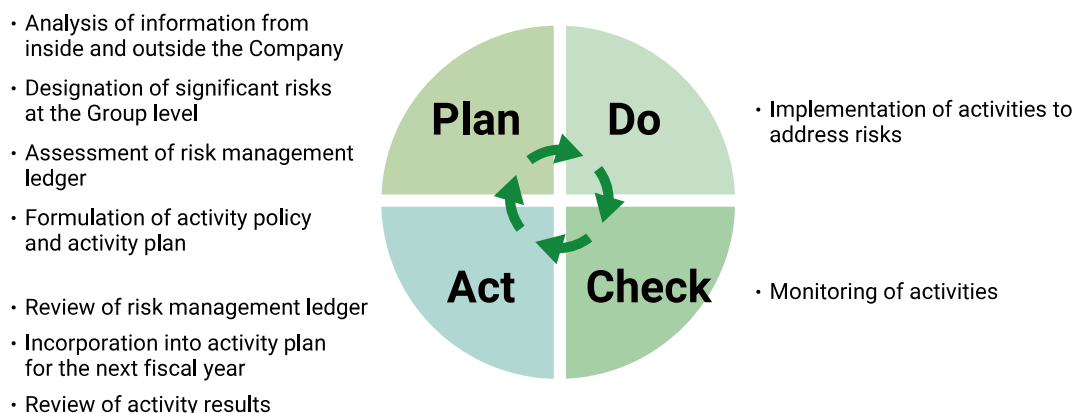 ・Analysis of information from
inside and outside the Company
・Designation of significant risks
at the Group level
・Assessment of risk management
ledger
・Formulation of activity policy
and activity plan
Plan
Do
・Implementation of activities to
address risks
・Review of risk management ledger
・Incorporation into activity plan
for the next fiscal year
・Review of activity results
Act
Check
・Monitoring of activities